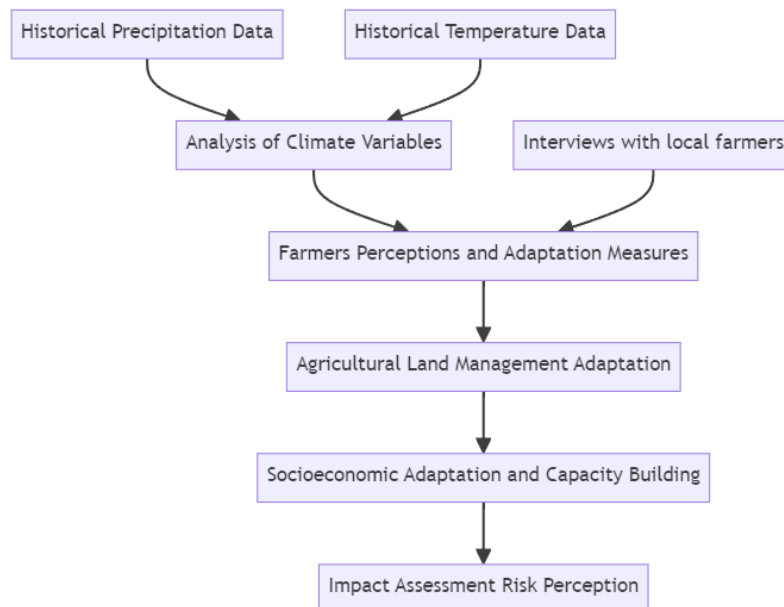 Historical Precipitation Data
Historical Temperature Data
Analysis of Climate Variables
Interviews with local farmers
Farmers Perceptions and Adaptation Measures
Agricultural Land Management Adaptation
Socioeconomic Adaptation and Capacity Building
Impact Assessment Risk Perception